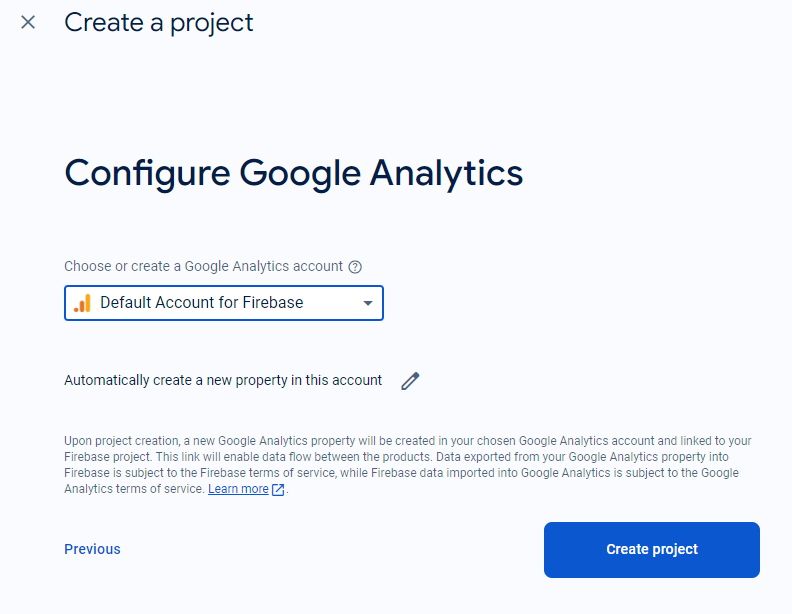 Create a project
Configure Google Analytics
Choose or create a Google Analytics account
Default Account for Firebase
Automatically create a new property in this account
Upon project creation, a new Google Analytics property will be created in your chosen Google Analytics account and linked to your
Firebase project. This link will enable data flow between the products. Data exported from your Google Analytics property into
Firebase is subject to the Firebase terms of service, while Firebase data imported into Google Analytics is subject to the Google
Analytics terms of service. Learn more.
Previous
Create project